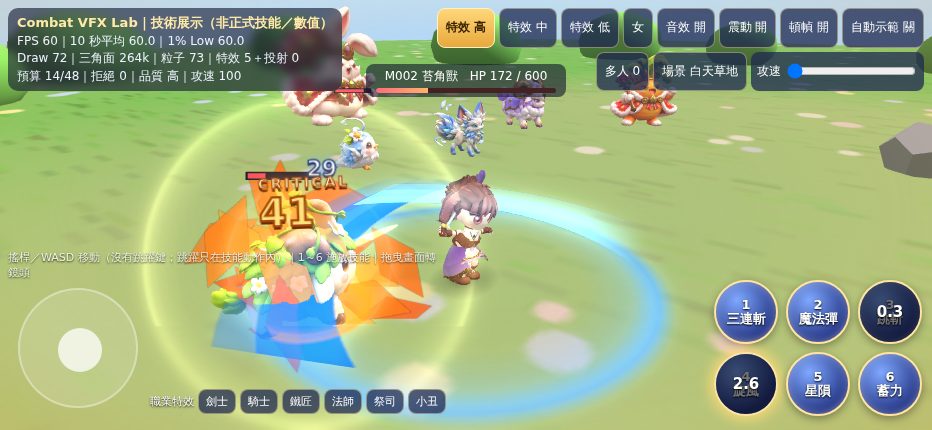 Combat VFX Lab｜技術展示（非正式技能／數值）
FPS 60｜10 秒平均 60.0｜1% Low 60.0
Draw 72｜三角面 264k｜粒子 73｜特效 5＋投射 0
預算 14/48｜拒絕 0｜品質 高｜攻速 100
特效 高
特效 中
特效 低
女
音效 開
震動 開
頓幀 開
自動示範 關
多人 0
場景 白天草地
攻速
M002 苔角獸 HP 172 / 600
29
CRITICAL
41
搖桿／WASD 移動（沒有跳躍鍵；跳躍只在技能動作內）｜1–6 施放技能｜拖曳畫面轉
鏡頭
1
三連斬
2
魔法彈
3
0.3
4
2.6
旋風
5
星隕
6
蓄力
職業特效
劍士
騎士
鐵匠
法師
祭司
小丑